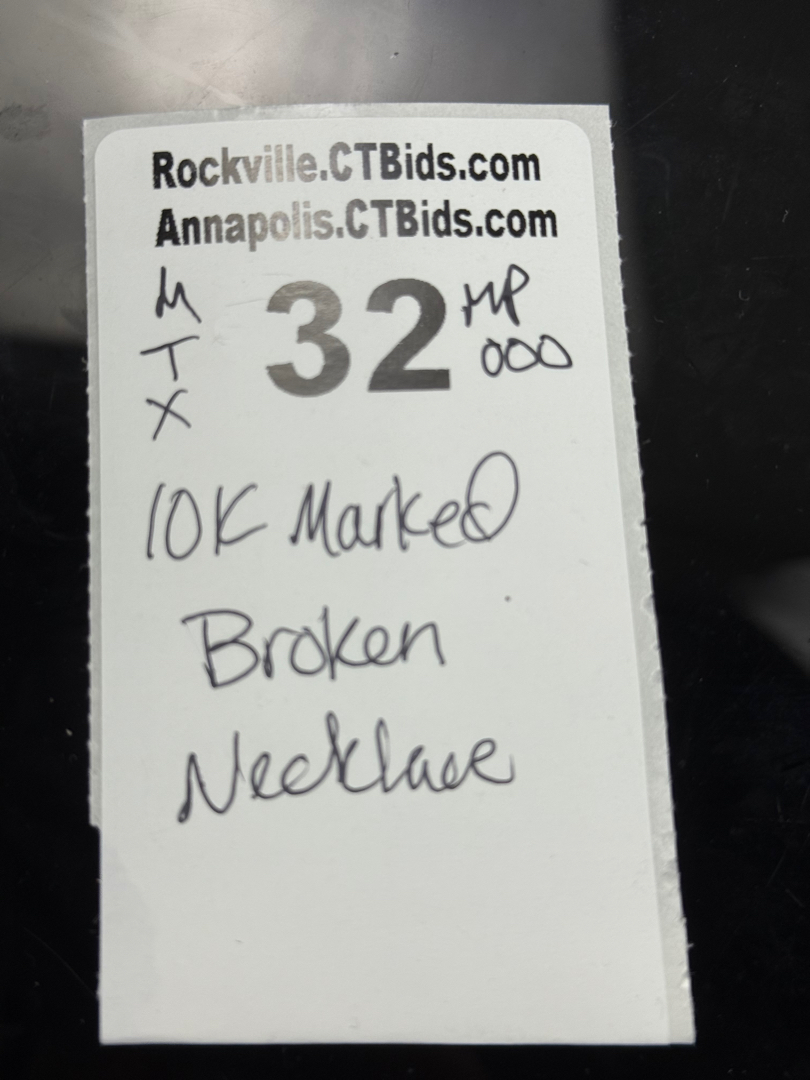 Rockville.CTBids.com
Annapolis.CTBids.com
M 32 MP
T 000
X
10K Marked
Broken
Necklace